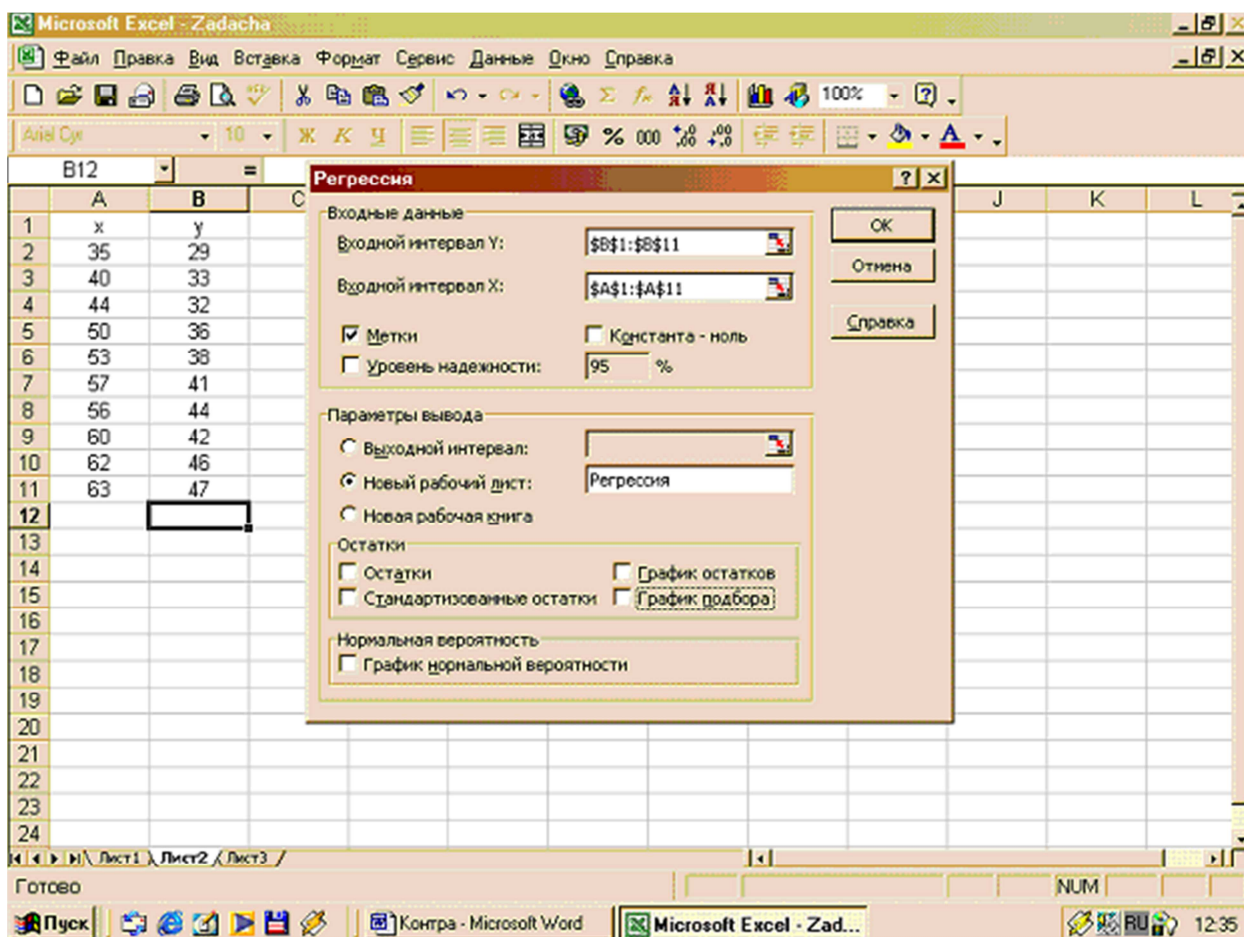 Microsoft Excel - Zadacha
Файл Правка Вид Вставка Формат Сервис Данные Окно Справка
100%
Arial Cyr 10 Ж К Ч % 000
B12 =
A B C J K L
1 x y
2 35 29
3 40 33
4 44 32
5 50 36
6 53 38
7 57 41
8 56 44
9 60 42
10 62 46
11 63 47
12
13
14
15
16
17
18
19
20
21
22
23
24
Регрессия
Входные данные
Входной интервал Y: $B$1:$B$11
Входной интервал X: $A$1:$A$11
Метки Константа - ноль
Уровень надежности: 95 %
Параметры вывода
Выходной интервал:
Новый рабочий лист: Регрессия
Новая рабочая книга
Остатки
Остатки График остатков
Стандартизованные остатки График подбора
Нормальная вероятность
График нормальной вероятности
ОК
Отмена
Справка
Лист1 Лист2 Лист3
Готово NUM
Пуск Контра - Microsoft Word Microsoft Excel - Zad... RU 12:35